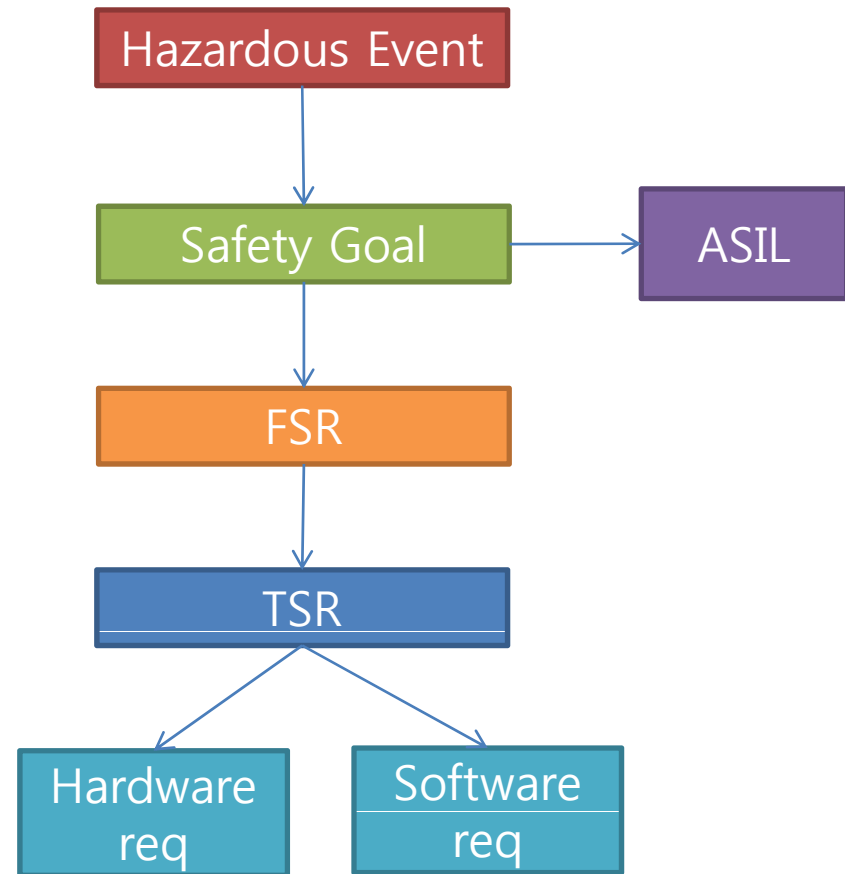 Hazardous Event
Safety Goal
ASIL
FSR
TSR
Hardware
req
Software
req